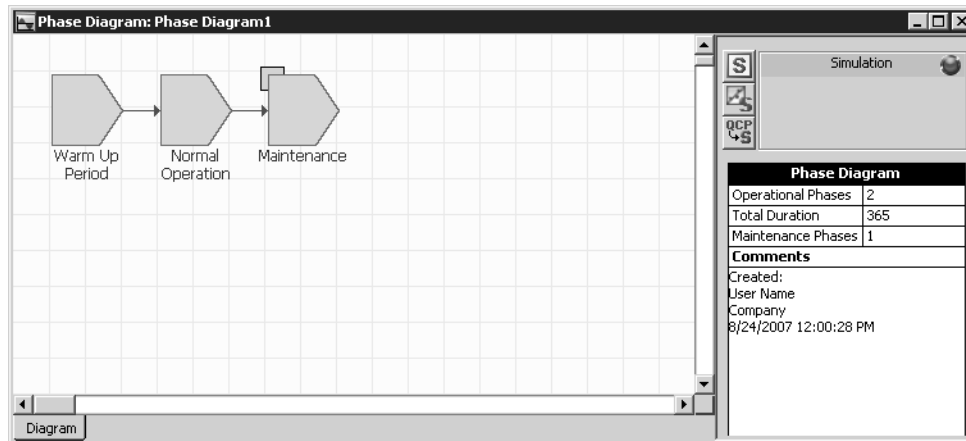 Phase Diagram: Phase Diagram1
Warm Up
Period
Normal
Operation
Maintenance
Diagram
S
S
QCP
S
Simulation
Phase Diagram
Operational Phases 2
Total Duration 365
Maintenance Phases 1
Comments
Created:
User Name
Company
8/24/2007 12:00:28 PM